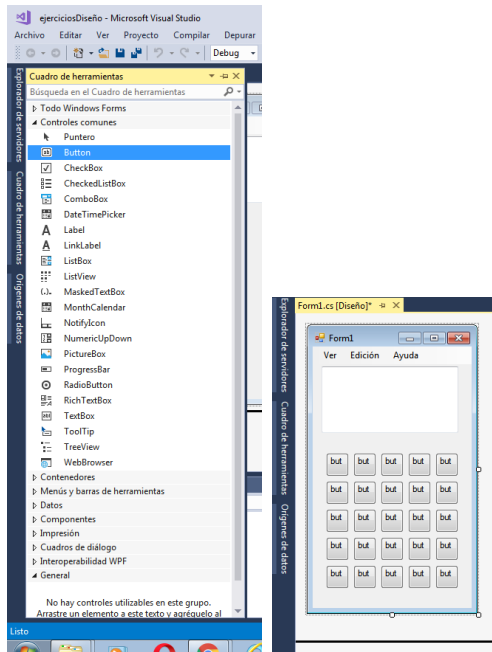 ejerciciosDiseño - Microsoft Visual Studio
Archivo Editar Ver Proyecto Compilar Depurar
Debug
Explorador de servidores
Cuadro de herramientas
Orígenes de datos
Cuadro de herramientas
Búsqueda en el Cuadro de herramientas
Todo Windows Forms
Controles comunes
Puntero
Button
CheckBox
CheckedListBox
ComboBox
DateTimePicker
Label
LinkLabel
ListBox
ListView
MaskedTextBox
MonthCalendar
NotifyIcon
NumericUpDown
PictureBox
ProgressBar
RadioButton
RichTextBox
TextBox
ToolTip
TreeView
WebBrowser
Contenedores
Menús y barras de herramientas
Datos
Componentes
Impresión
Cuadros de diálogo
Interoperabilidad WPF
General
No hay controles utilizables en este grupo.
Arrastre un elemento a este texto y agréguelo al
Listo
Explorador de servidores
Cuadro de herramientas
Orígenes de datos
Form1.cs [Diseño]*
Form1
Ver Edición Ayuda
but but but but but
but but but but but
but but but but but
but but but but but
but but but but but